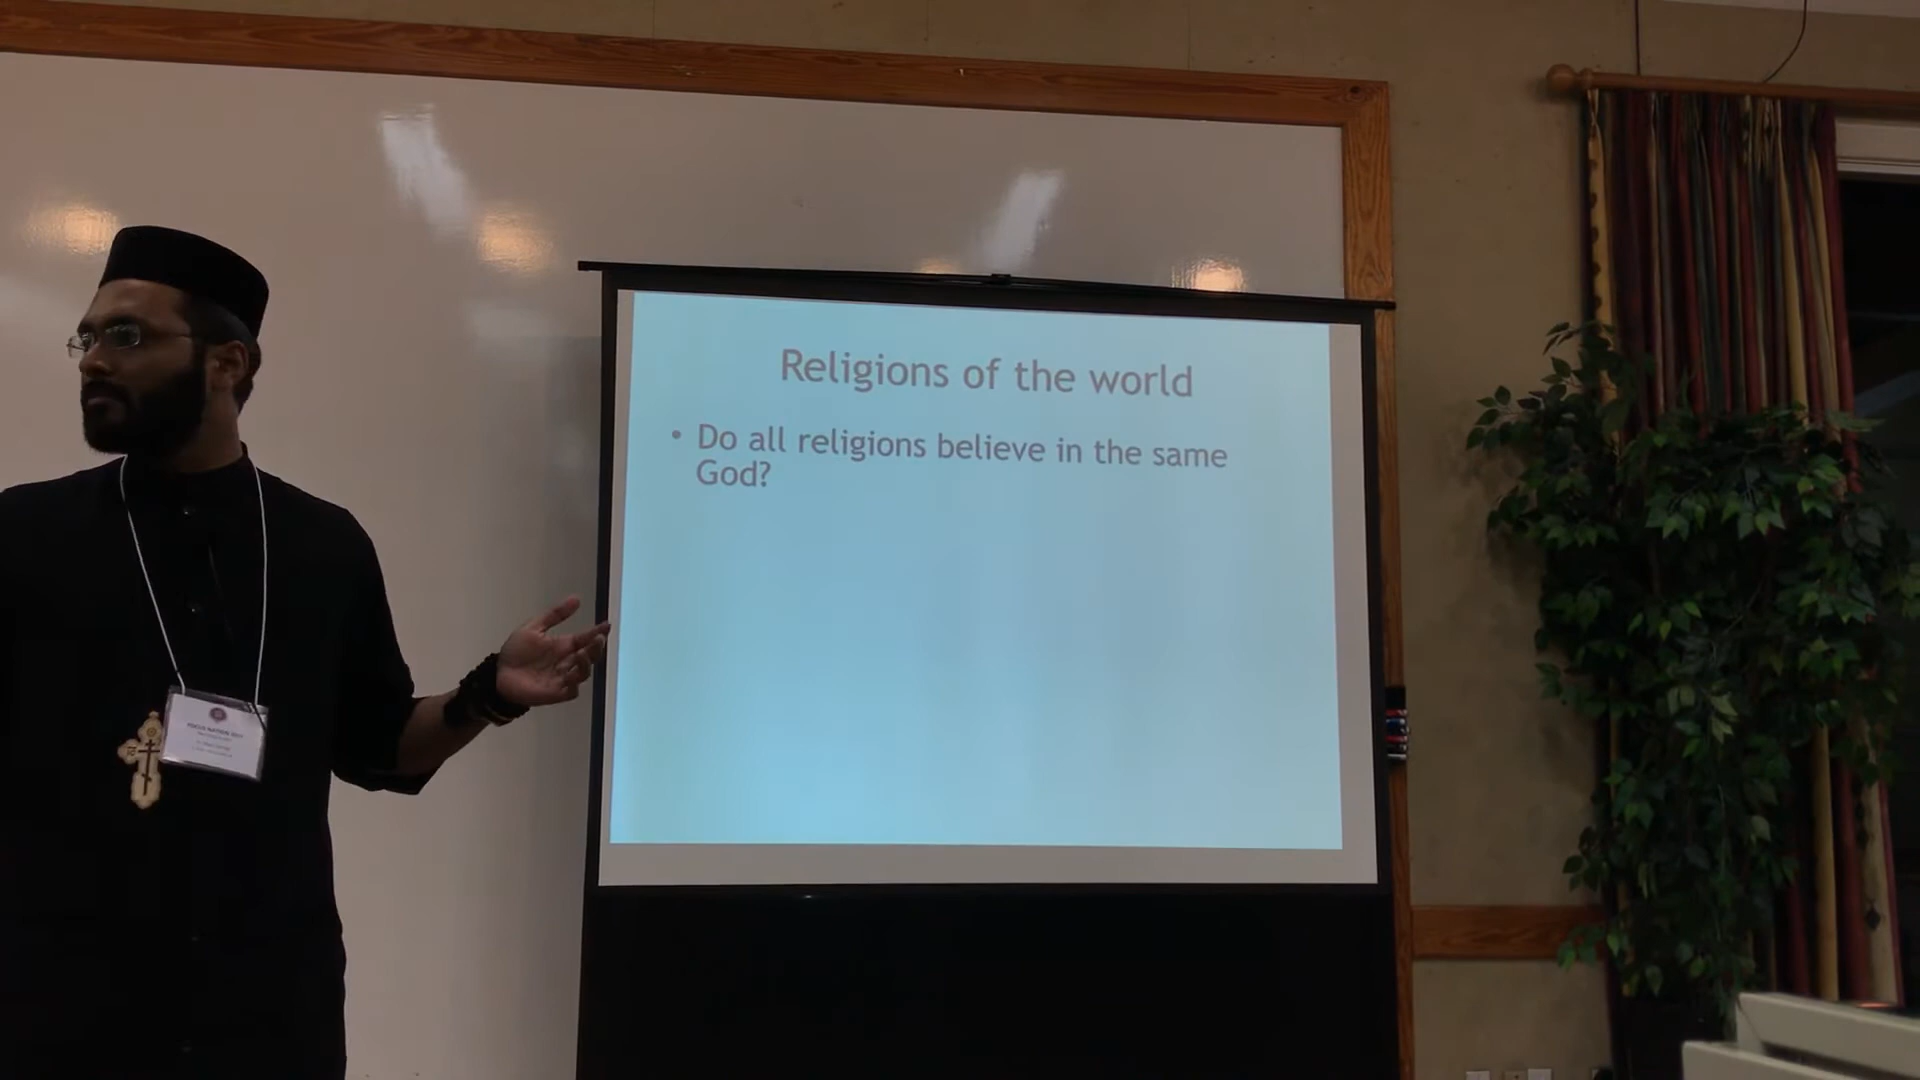 Religions of the world
• Do all religions believe in the same
God?